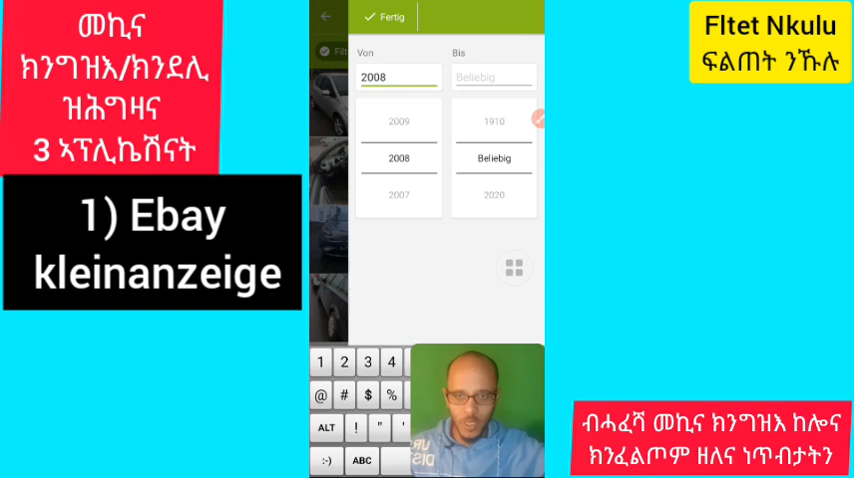 መኪና
ክንግዝእ/ክንደሊ
ዝሕግዛና
3 ኣፕሊኬሽናት
1) Ebay
kleinanzeige
Fertig
Filt
Von
Bis
2008
Beliebig
2009
1910
2008
Beliebig
2007
2020
1 2 3 4
@ # $ %
ALT ! " '
:-) ABC
Fltet Nkulu
ፍልጠት ንኹሉ
ብሓፈሻ መኪና ክንግዝእ ከሎና
ክንፈልጦም ዘለና ነጥብታትን